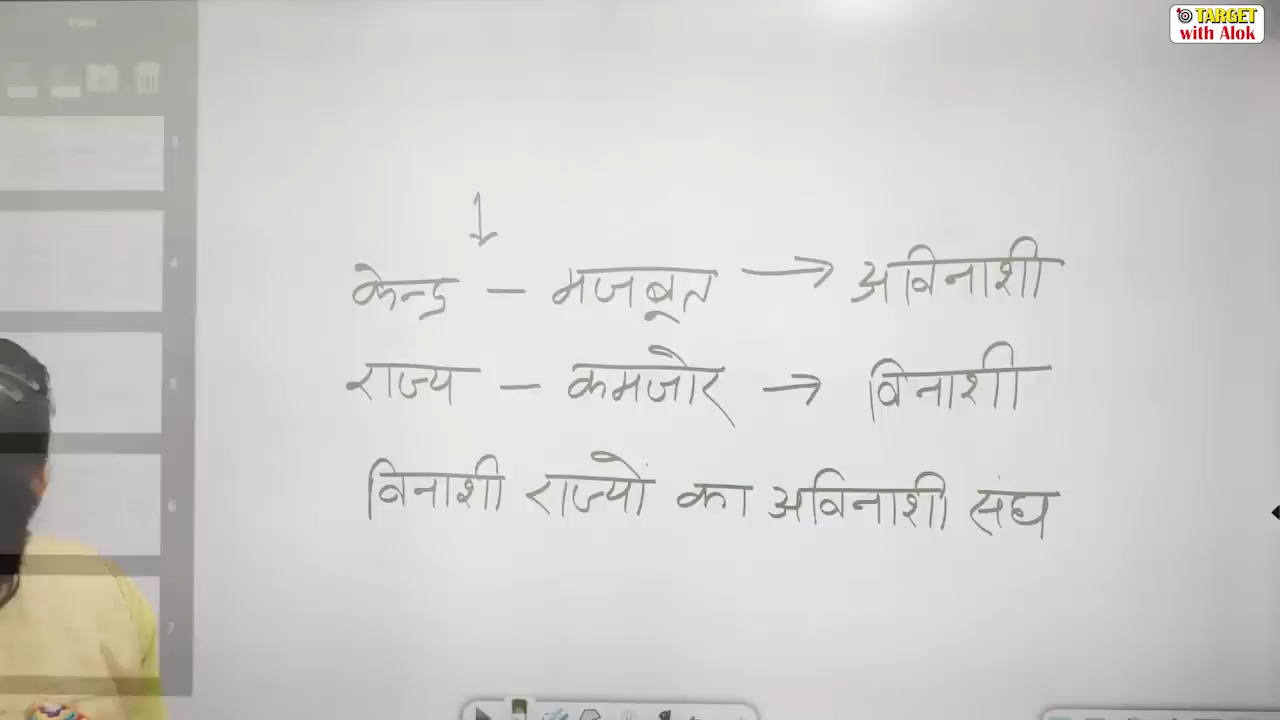 TARGET
with Alok
केन्द्र – मजबूत → अविनाशी
राज्य – कमजोर → विनाशी
विनाशी राज्यों का अविनाशी संघ